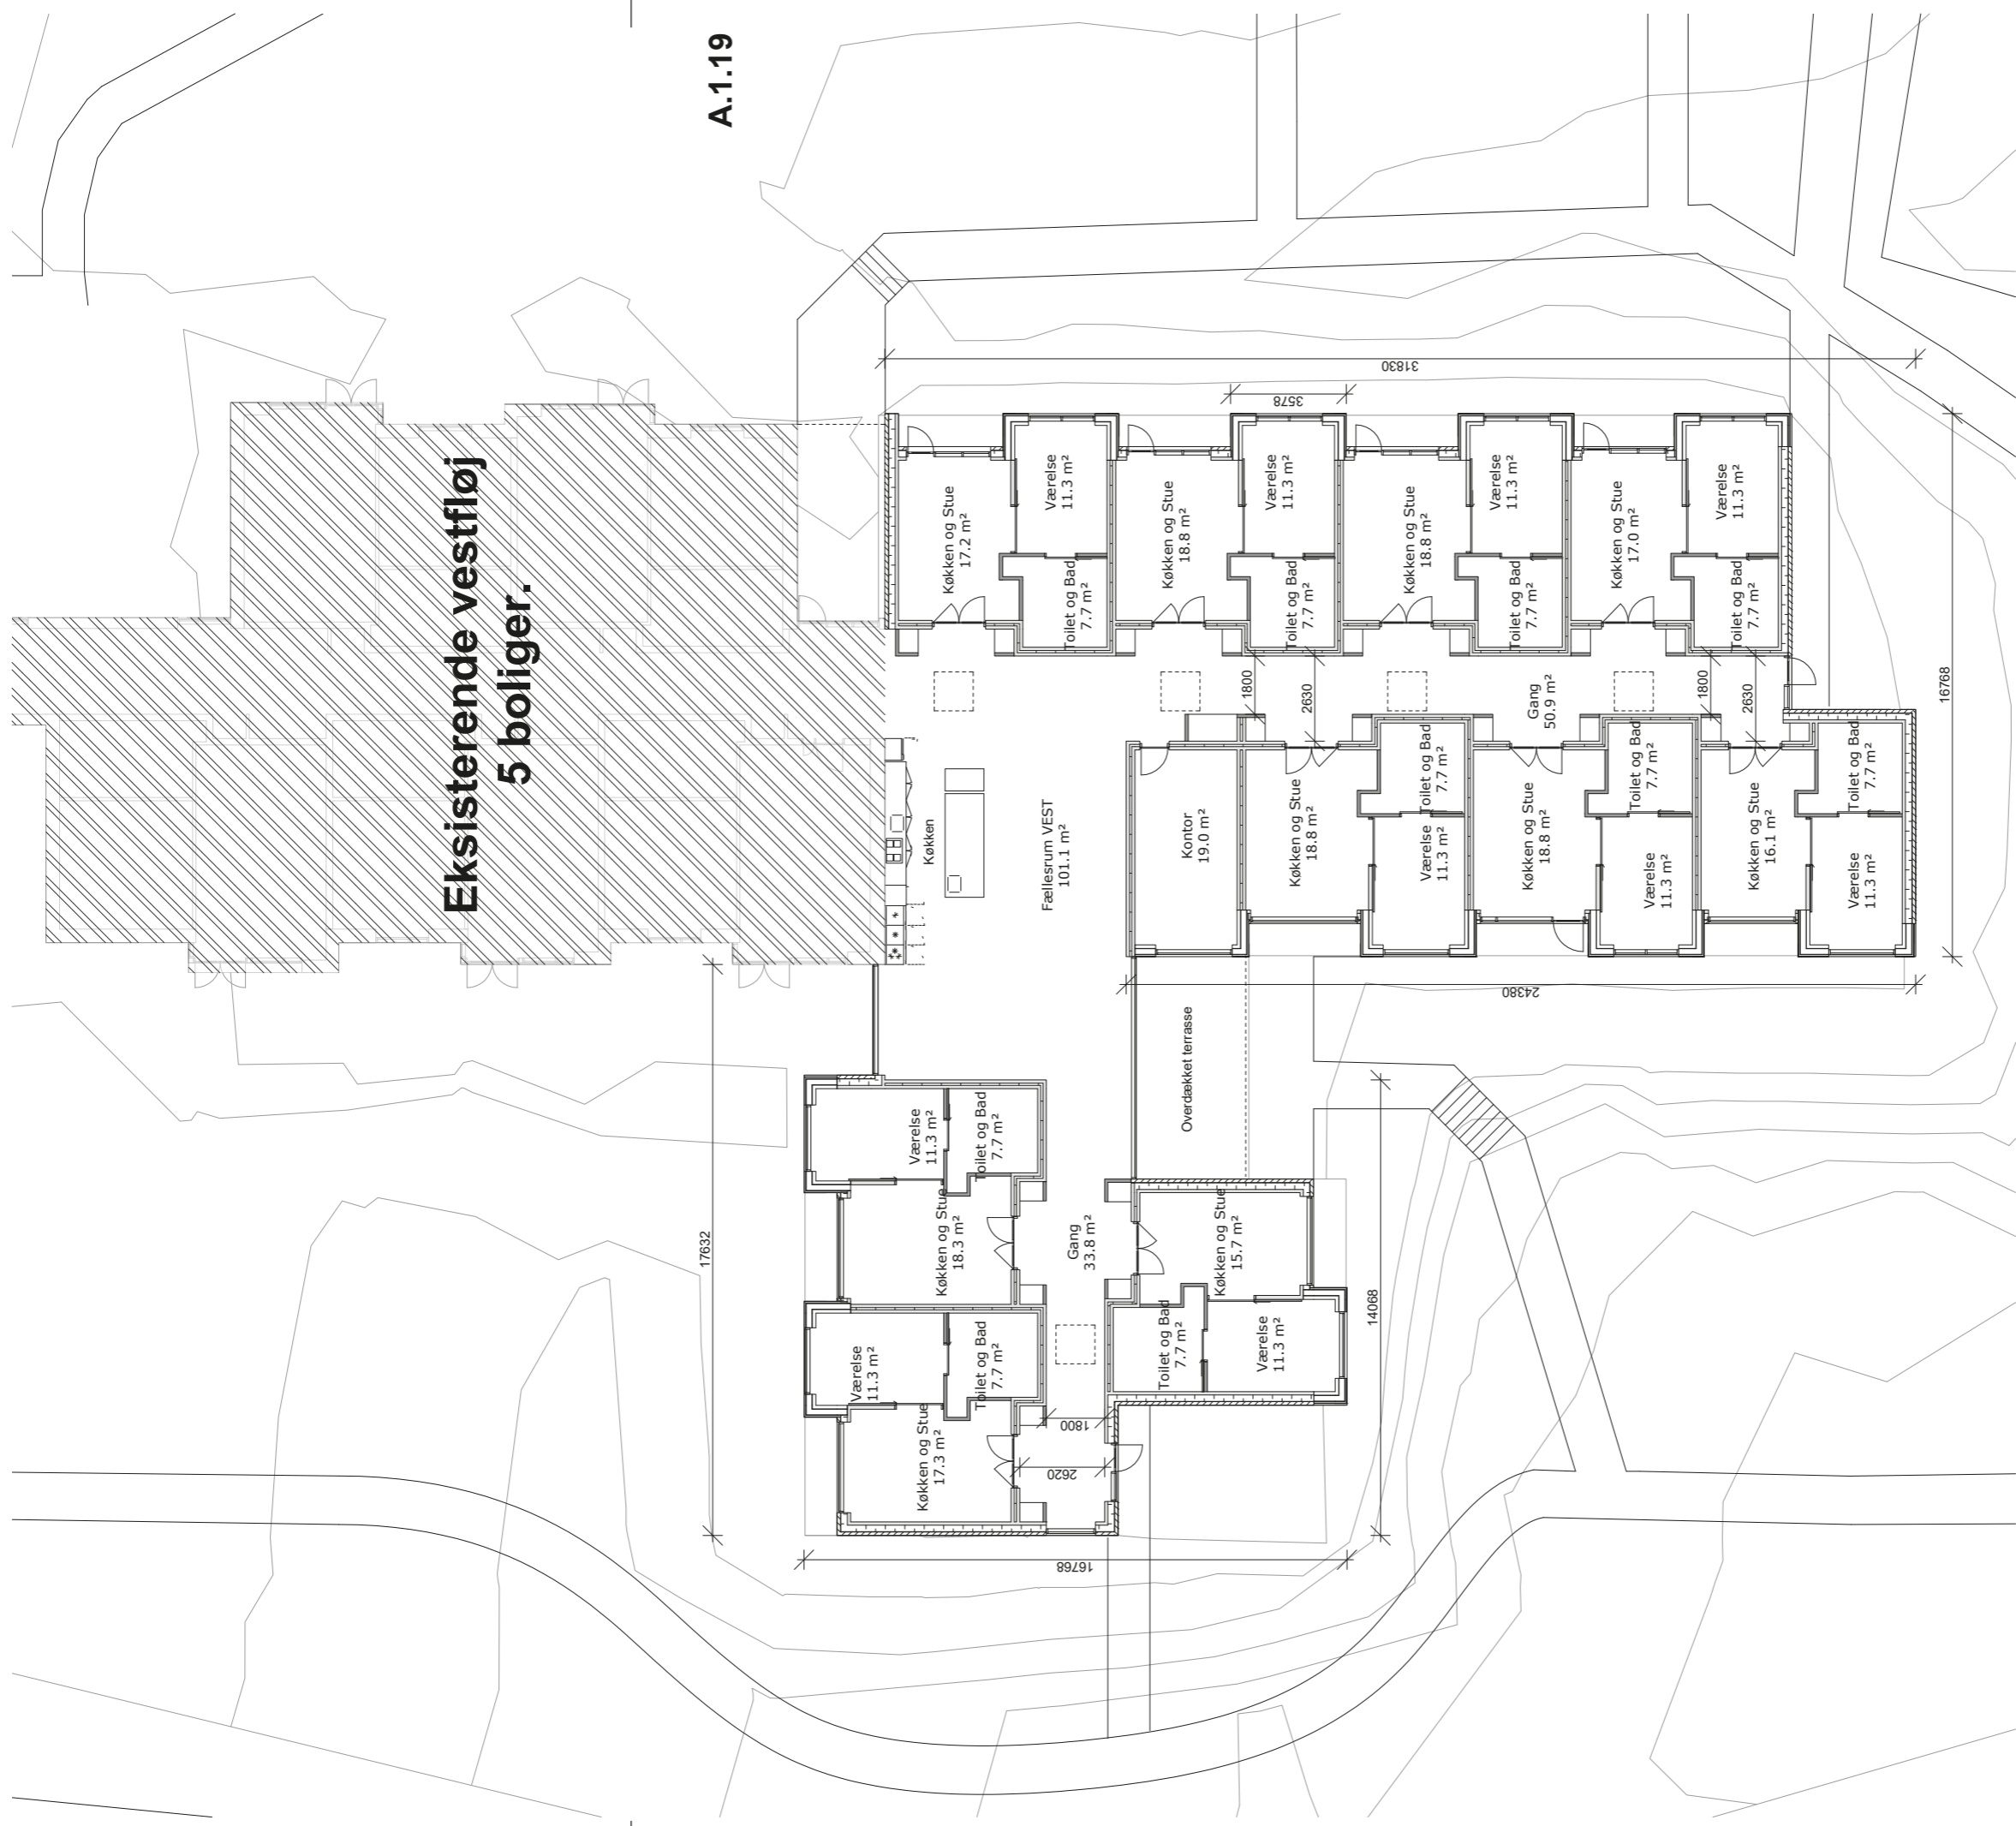 A.1.19
Eksisterende vestfløj
5 boliger.
31830
3578
Køkken og Stue
17.2 m²
Værelse
11.3 m²
Toilet og Bad
7.7 m²
Køkken og Stue
18.8 m²
Værelse
11.3 m²
Toilet og Bad
7.7 m²
Køkken og Stue
18.8 m²
Værelse
11.3 m²
Toilet og Bad
7.7 m²
Køkken og Stue
17.0 m²
Værelse
11.3 m²
Toilet og Bad
7.7 m²
1800
2630
Gang
50.9 m²
1800
2630
16768
Køkken
Fællesrum VEST
101.1 m²
Kontor
19.0 m²
Køkken og Stue
18.8 m²
Toilet og Bad
7.7 m²
Værelse
11.3 m²
Køkken og Stue
18.8 m²
Toilet og Bad
7.7 m²
Værelse
11.3 m²
Køkken og Stue
16.1 m²
Toilet og Bad
7.7 m²
Værelse
11.3 m²
24380
Overdækket terrasse
17632
Værelse
11.3 m²
Toilet og Bad
7.7 m²
Køkken og Stue
18.3 m²
Gang
33.8 m²
Køkken og Stue
15.7 m²
14068
Værelse
11.3 m²
Toilet og Bad
7.7 m²
Toilet og Bad
7.7 m²
Værelse
11.3 m²
Køkken og Stue
17.3 m²
1800
2620
16768